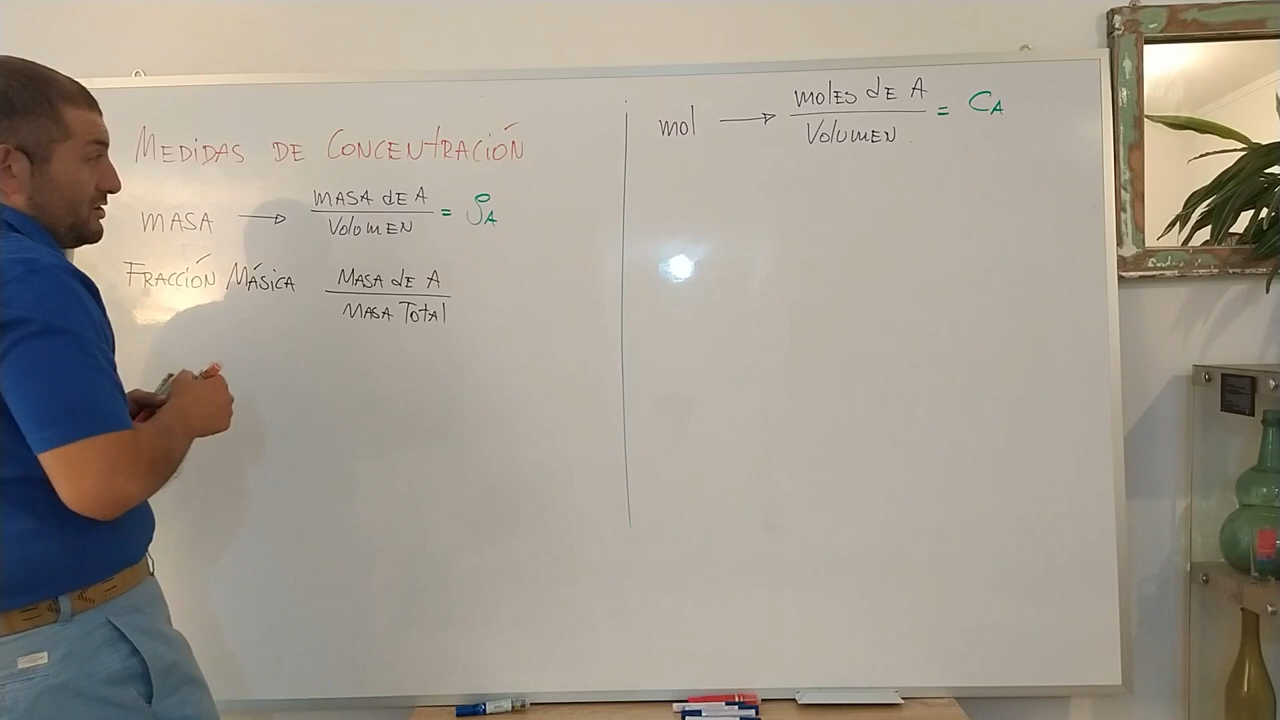 MEDIDAS DE CONCENtRACIÓN
MASA → MASA dE A / VolumEN = ρA
FRACCIÓN MÁSICA MASA dE A / MASA TotAl
mol → moles dE A / VolumEN = CA